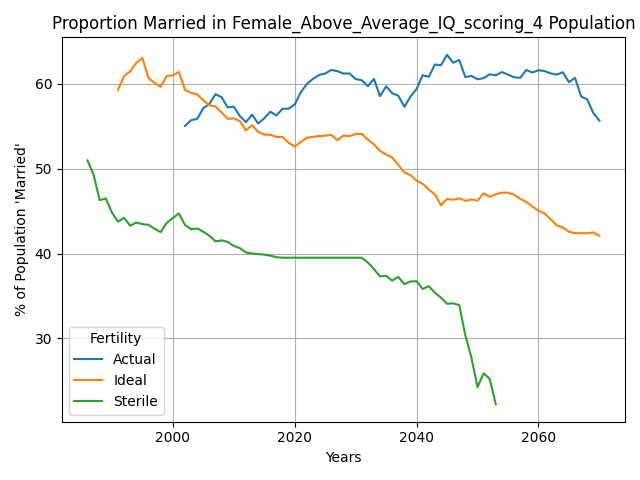 Proportion Married in Female_Above_Average_IQ_scoring_4 Population
% of Population 'Married'
60
50
40
30
Fertility
Actual
Ideal
Sterile
2000
2020
2040
2060
Years